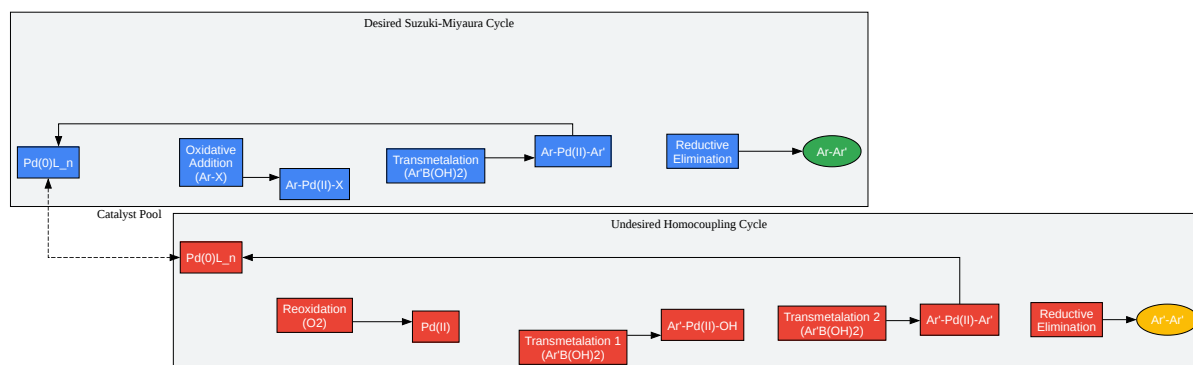 Desired Suzuki-Miyaura Cycle
Pd(0)L_n
Oxidative
Addition
(Ar-X)
Ar-Pd(II)-X
Transmetalation
(Ar'B(OH)2)
Ar-Pd(II)-Ar'
Reductive
Elimination
Ar-Ar'
Catalyst Pool
Undesired Homocoupling Cycle
Pd(0)L_n
Reoxidation
(O2)
Pd(II)
Transmetalation 1
(Ar'B(OH)2)
Ar'-Pd(II)-OH
Transmetalation 2
(Ar'B(OH)2)
Ar'-Pd(II)-Ar'
Reductive
Elimination
Ar'-Ar'